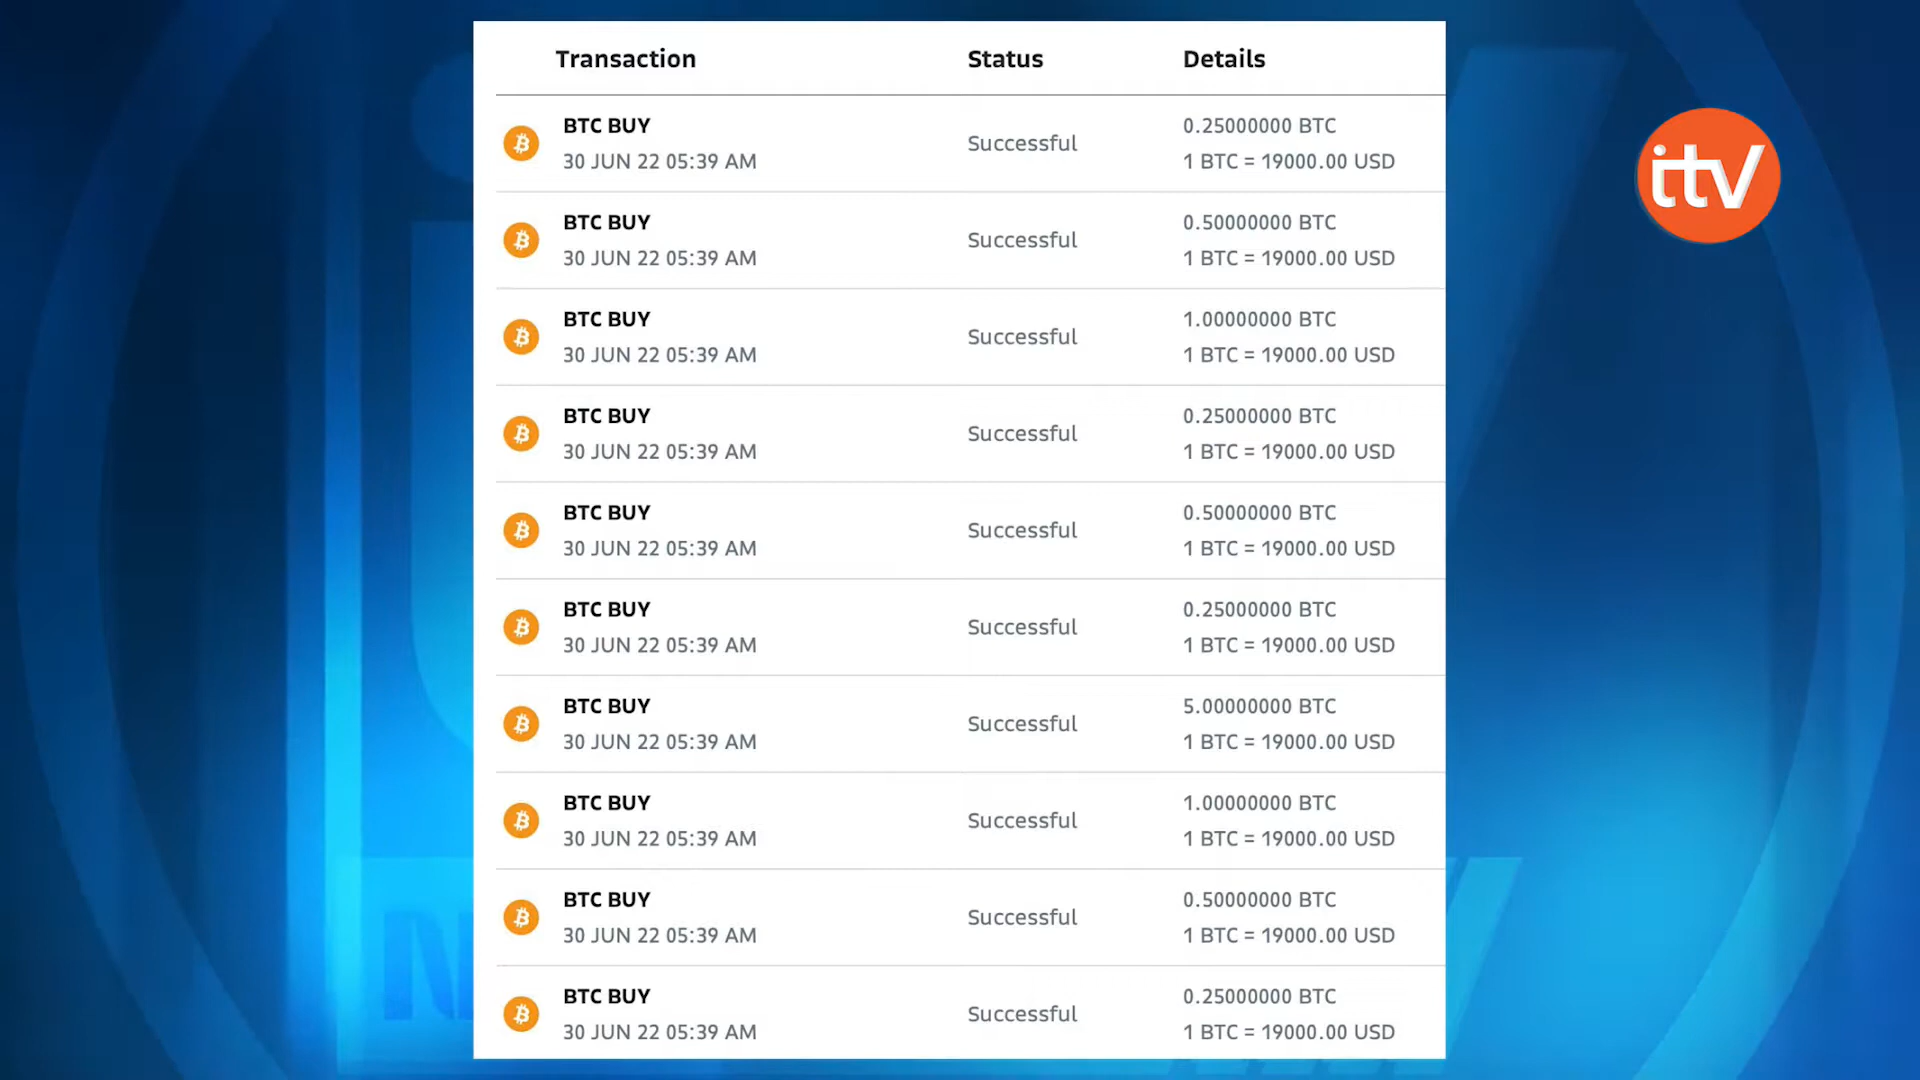 Transaction Status Details
BTC BUY
30 JUN 22 05:39 AM
Successful
0.25000000 BTC
1 BTC = 19000.00 USD
BTC BUY
30 JUN 22 05:39 AM
Successful
0.50000000 BTC
1 BTC = 19000.00 USD
BTC BUY
30 JUN 22 05:39 AM
Successful
1.00000000 BTC
1 BTC = 19000.00 USD
BTC BUY
30 JUN 22 05:39 AM
Successful
0.25000000 BTC
1 BTC = 19000.00 USD
BTC BUY
30 JUN 22 05:39 AM
Successful
0.50000000 BTC
1 BTC = 19000.00 USD
BTC BUY
30 JUN 22 05:39 AM
Successful
0.25000000 BTC
1 BTC = 19000.00 USD
BTC BUY
30 JUN 22 05:39 AM
Successful
5.00000000 BTC
1 BTC = 19000.00 USD
BTC BUY
30 JUN 22 05:39 AM
Successful
1.00000000 BTC
1 BTC = 19000.00 USD
BTC BUY
30 JUN 22 05:39 AM
Successful
0.50000000 BTC
1 BTC = 19000.00 USD
BTC BUY
30 JUN 22 05:39 AM
Successful
0.25000000 BTC
1 BTC = 19000.00 USD
itv